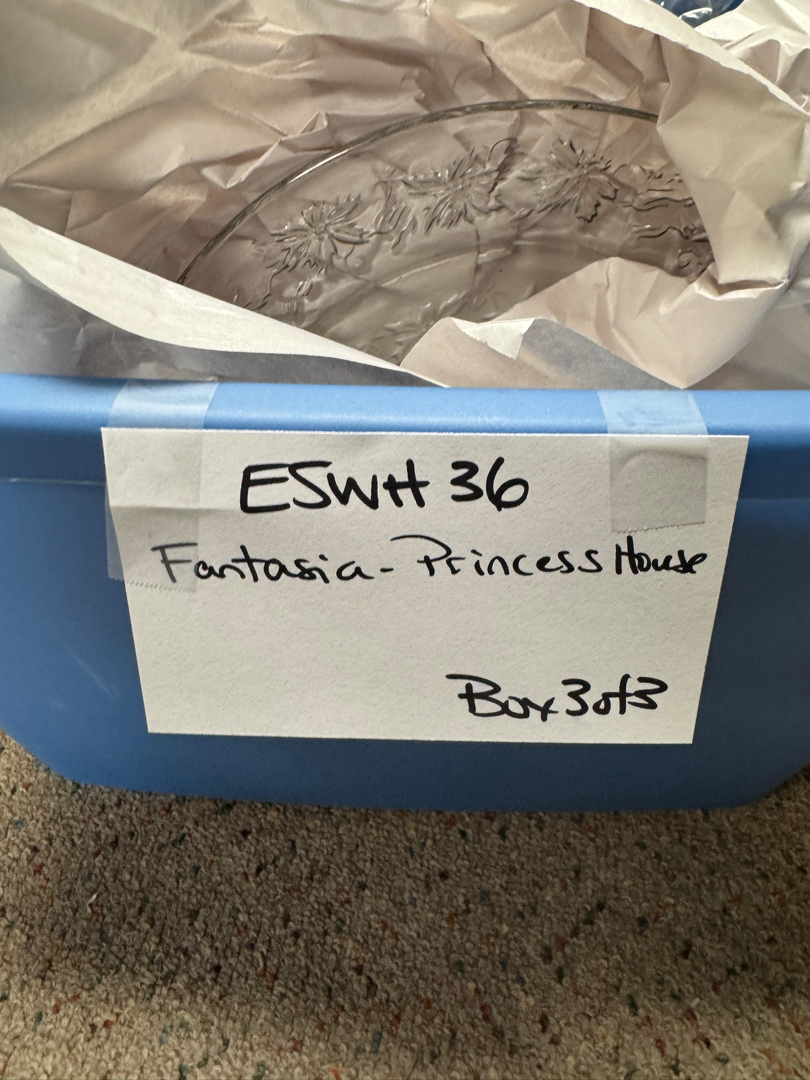 ESWH 36
Fantasia - Princess House
Box 3 of 3